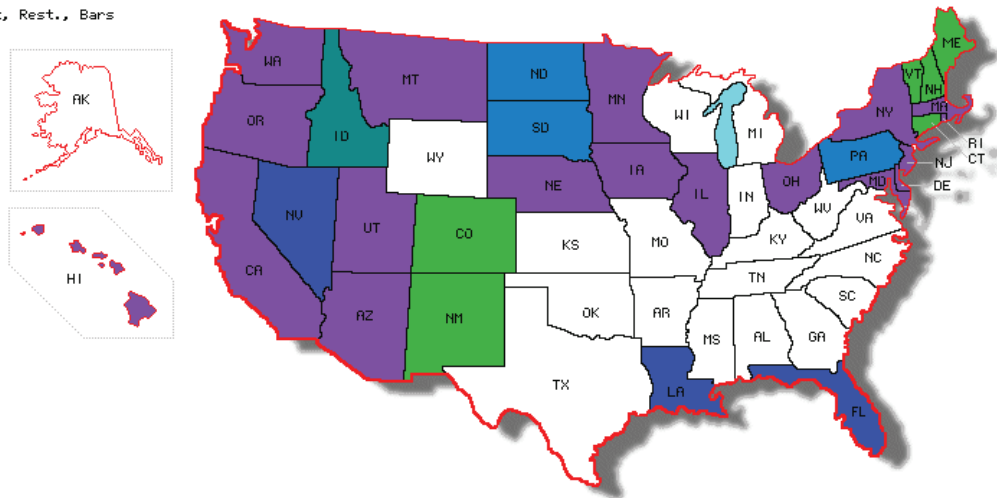 , Rest., Bars
AK
HI
WA
OR
CA
ID
NV
MT
WY
UT
AZ
CO
NM
ND
SD
NE
KS
OK
TX
MN
IA
MO
AR
LA
WI
IL
MI
IN
OH
KY
TN
MS
AL
GA
FL
SC
NC
VA
WV
PA
NY
MD
VT
NH
ME
MA
RI
CT
NJ
DE